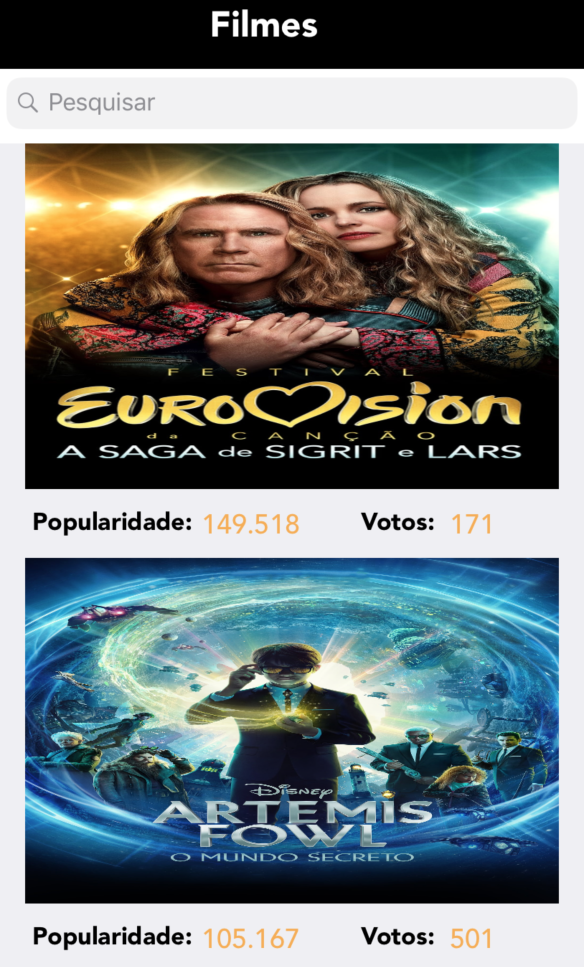 Filmes
Pesquisar
FESTIVAL
EUROVISION
da CANÇÃO
A SAGA de SIGRIT e LARS
Popularidade: 149.518 Votos: 171
DISNEY
ARTEMIS
FOWL
O MUNDO SECRETO
Popularidade: 105.167 Votos: 501